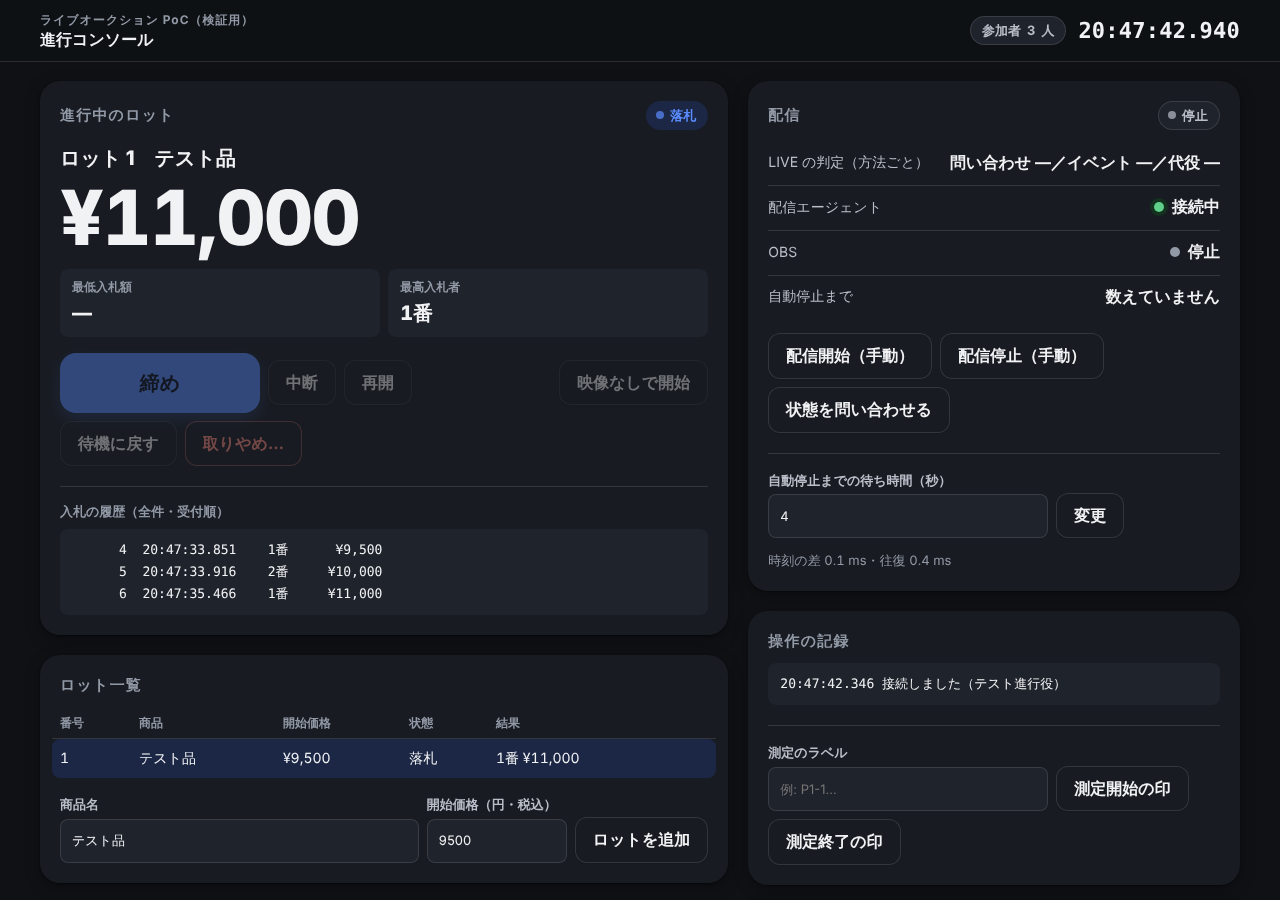 ライブオークション PoC（検証用）
進行コンソール
参加者 3 人
20:47:42.940
進行中のロット
落札
ロット 1 テスト品
¥11,000
最低入札額
—
最高入札者
1番
締め
中断
再開
映像なしで開始
待機に戻す
取りやめ…
入札の履歴（全件・受付順）
4 20:47:33.851 1番 ¥9,500
5 20:47:33.916 2番 ¥10,000
6 20:47:35.466 1番 ¥11,000
ロット一覧
番号 商品 開始価格 状態 結果
1 テスト品 ¥9,500 落札 1番 ¥11,000
商品名
テスト品
開始価格（円・税込）
9500
ロットを追加
配信
停止
LIVE の判定（方法ごと） 問い合わせ —／イベント —／代役 —
配信エージェント 接続中
OBS 停止
自動停止まで 数えていません
配信開始（手動）
配信停止（手動）
状態を問い合わせる
自動停止までの待ち時間（秒）
4
変更
時刻の差 0.1 ms・往復 0.4 ms
操作の記録
20:47:42.346 接続しました（テスト進行役）
測定のラベル
例: P1-1…
測定開始の印
測定終了の印